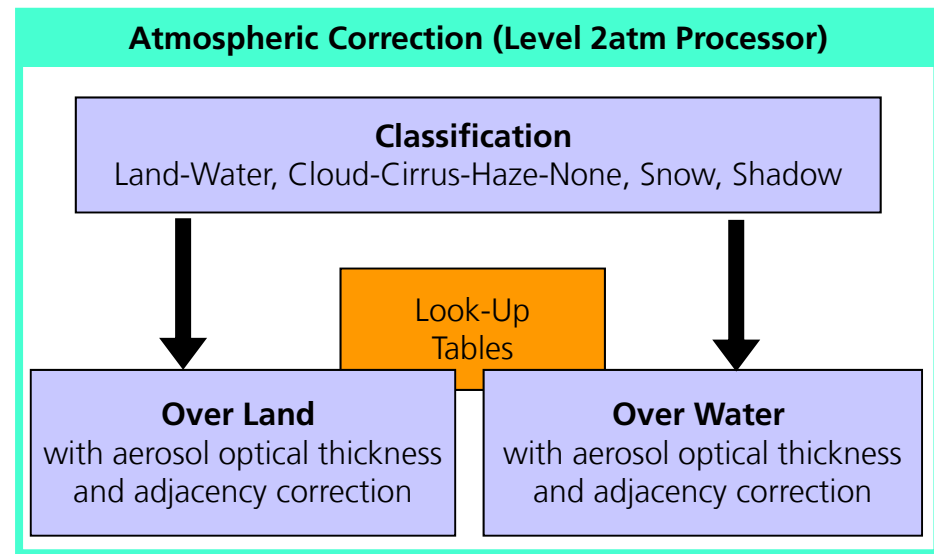 Atmospheric Correction (Level 2atm Processor)
Classification
Land-Water, Cloud-Cirrus-Haze-None, Snow, Shadow
Look-Up
Tables
Over Land
with aerosol optical thickness
and adjacency correction
Over Water
with aerosol optical thickness
and adjacency correction